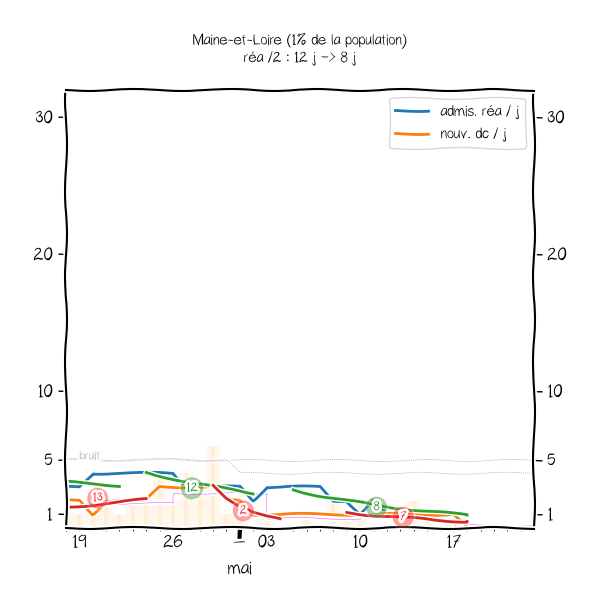 Maine-et-Loire (1% de la population)
réa /2 : 12 j -> 8 j
admis. réa / j
nouv. dc / j
30 30
20 20
10 10
5 5
bruit
1 1
13
12
2
8
7
19 26 1 03 10 17
mai